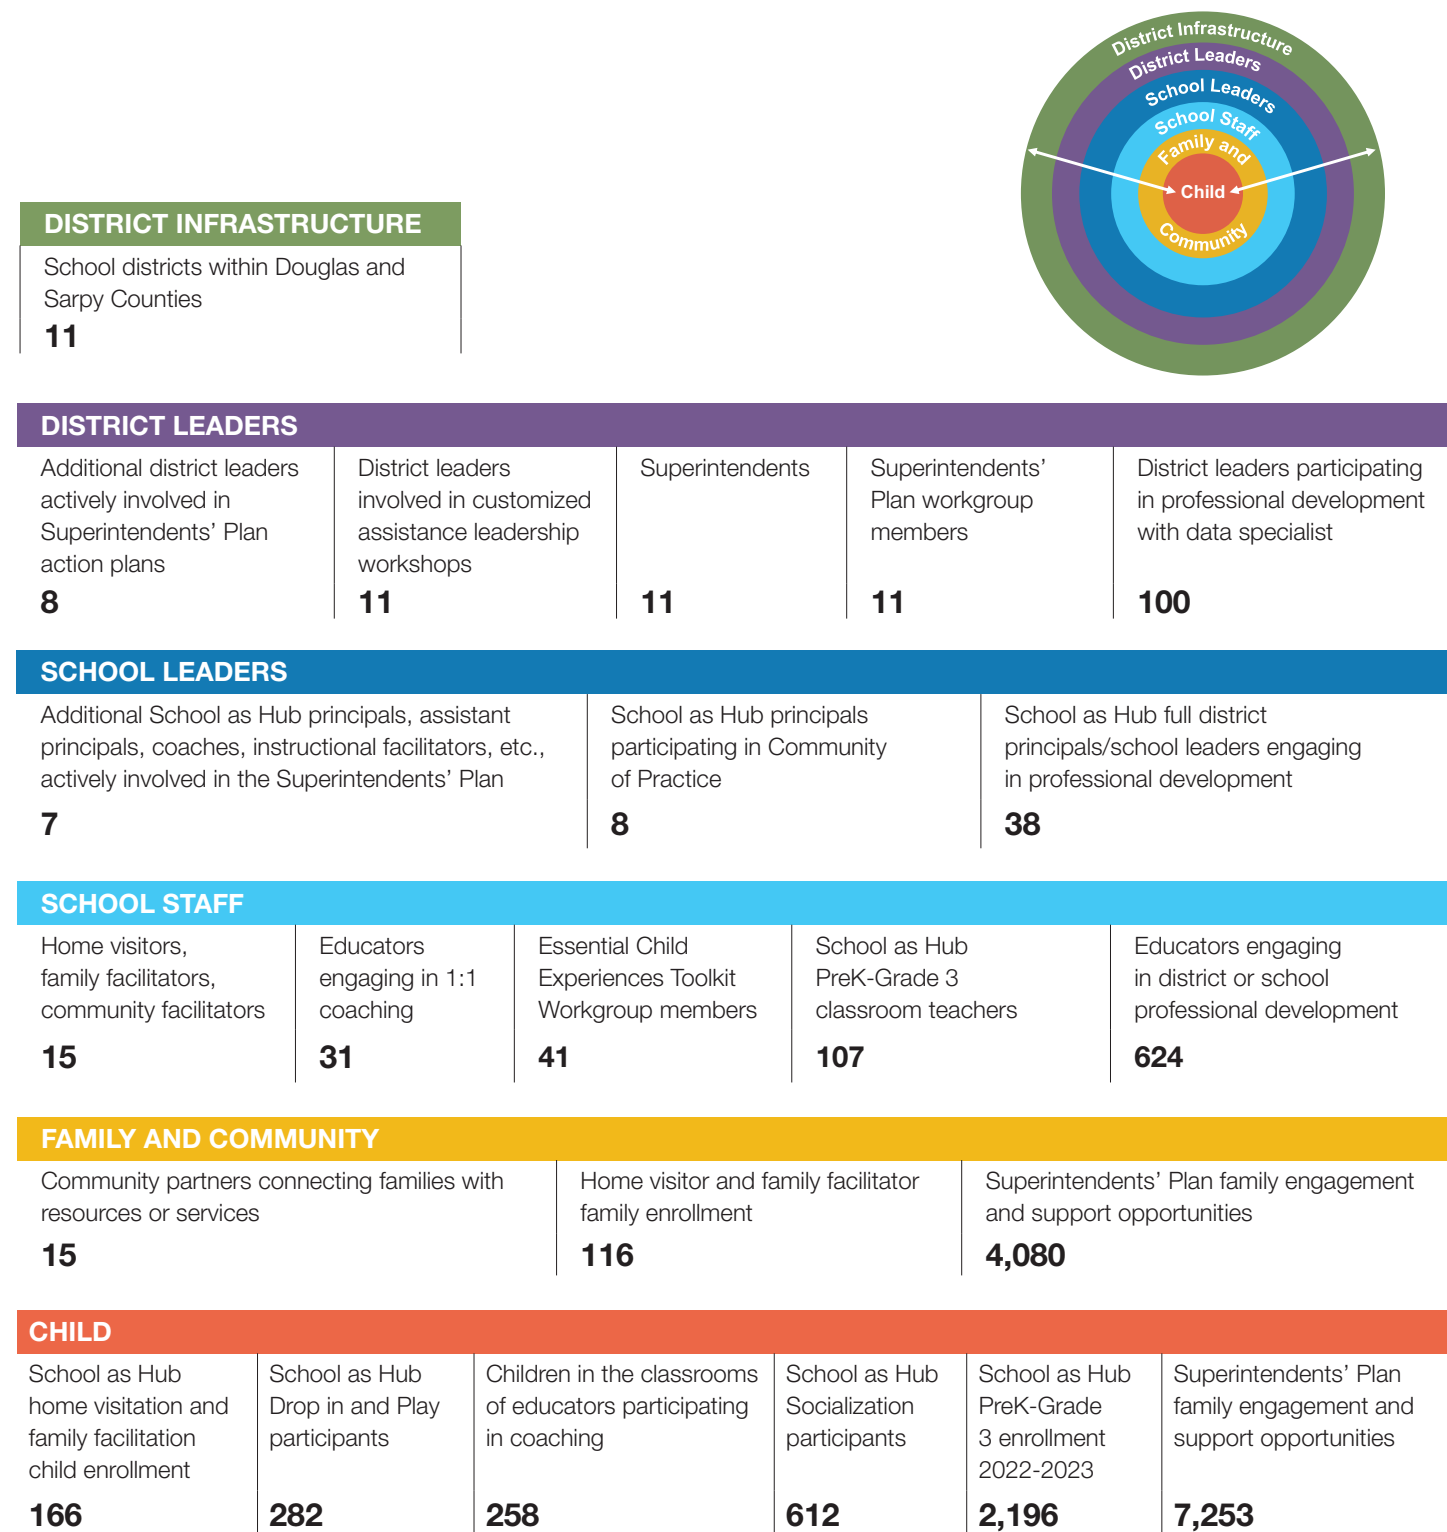 District Infrastructure
District Leaders
School Leaders
School Staff
Family and
Child
Community
DISTRICT INFRASTRUCTURE
School districts within Douglas and
Sarpy Counties
11
DISTRICT LEADERS
Additional district leaders
actively involved in
Superintendents’ Plan
action plans
8
District leaders
involved in customized
assistance leadership
workshops
11
Superintendents
11
Superintendents’
Plan workgroup
members
11
District leaders participating
in professional development
with data specialist
100
SCHOOL LEADERS
Additional School as Hub principals, assistant
principals, coaches, instructional facilitators, etc.,
actively involved in the Superintendents’ Plan
7
School as Hub principals
participating in Community
of Practice
8
School as Hub full district
principals/school leaders engaging
in professional development
38
SCHOOL STAFF
Home visitors,
family facilitators,
community facilitators
15
Educators
engaging in 1:1
coaching
31
Essential Child
Experiences Toolkit
Workgroup members
41
School as Hub
PreK-Grade 3
classroom teachers
107
Educators engaging
in district or school
professional development
624
FAMILY AND COMMUNITY
Community partners connecting families with
resources or services
15
Home visitor and family facilitator
family enrollment
116
Superintendents’ Plan family engagement
and support opportunities
4,080
CHILD
School as Hub
home visitation and
family facilitation
child enrollment
166
School as Hub
Drop in and Play
participants
282
Children in the classrooms
of educators participating
in coaching
258
School as Hub
Socialization
participants
612
School as Hub
PreK-Grade
3 enrollment
2022-2023
2,196
Superintendents’ Plan
family engagement and
support opportunities
7,253